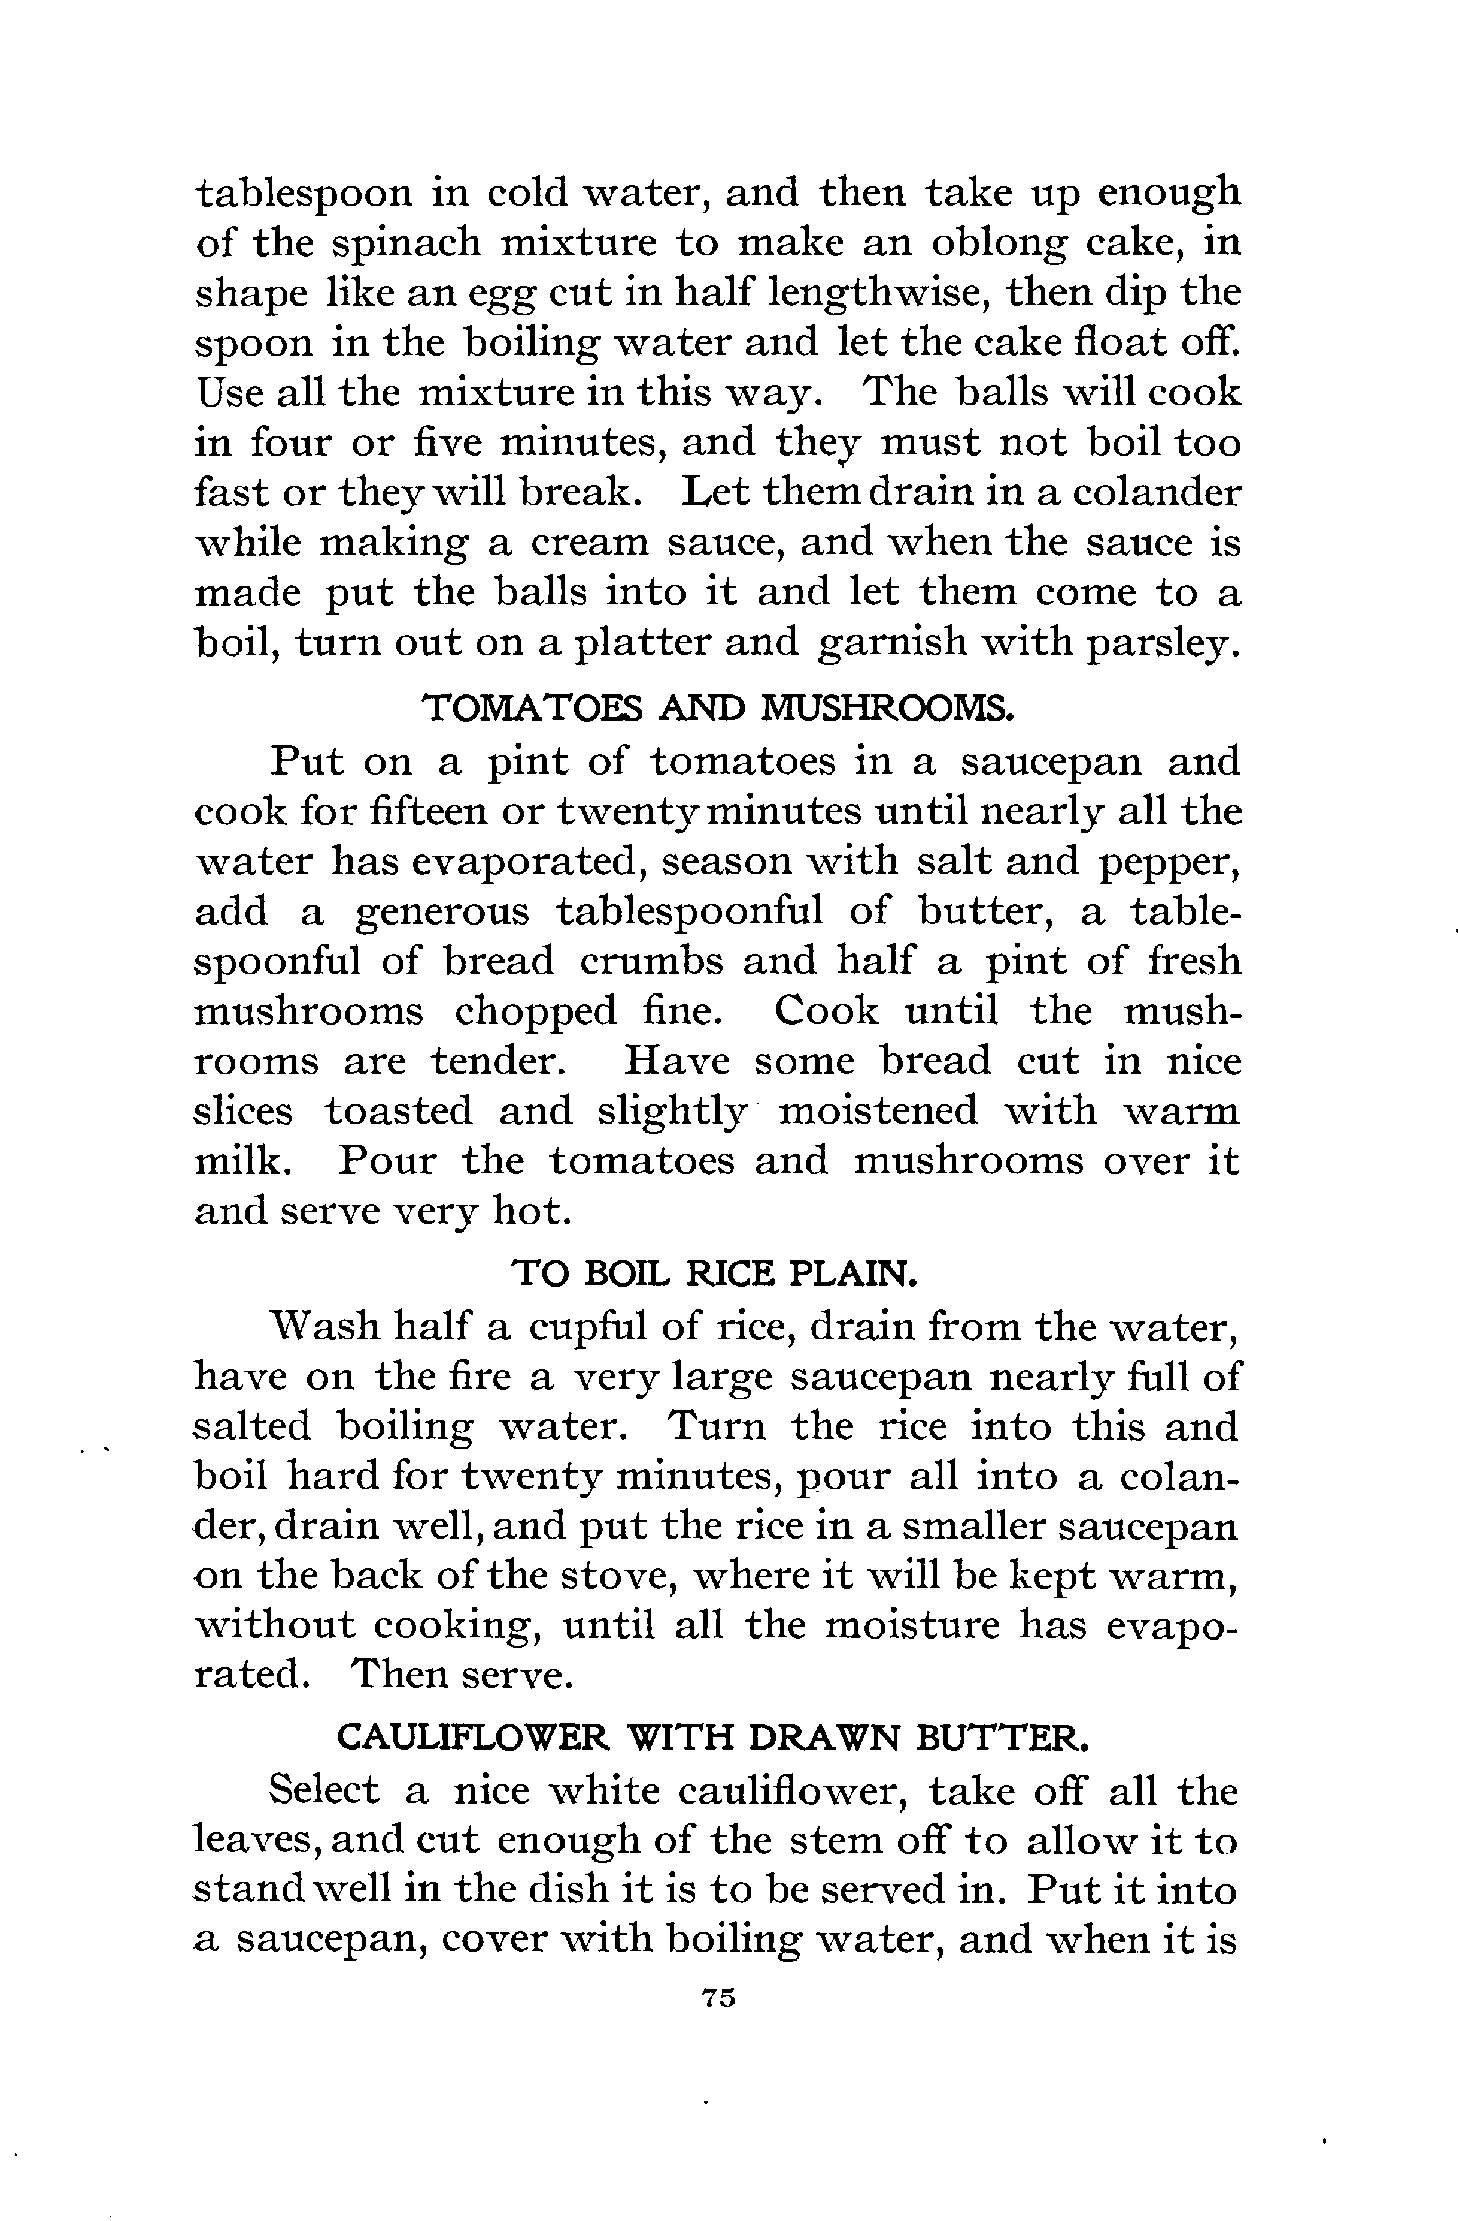 tablespoon in cold water, and then take up enough
of the spinach mixture to make an oblong cake, in
shape like an egg cut in half lengthwise, then dip the
spoon in the boiling water and let the cake float off.
Use all the mixture in this way. The balls will cook
in four or five minutes, and they must not boil too
fast or they will break. Let them drain in a colander
while making a cream sauce, and when the sauce is
made put the balls into it and let them come to a
boil, turn out on a platter and garnish with parsley.
TOMATOES AND MUSHROOMS.
Put on a pint of tomatoes in a saucepan and
cook for fifteen or twenty minutes until nearly all the
water has evaporated, season with salt and pepper,
add a generous tablespoonful of butter, a table-
spoonful of bread crumbs and half a pint of fresh
mushrooms chopped fine. Cook until the mush-
rooms are tender. Have some bread cut in nice
slices toasted and slightly moistened with warm
milk. Pour the tomatoes and mushrooms over it
and serve very hot.
TO BOIL RICE PLAIN.
Wash half a cupful of rice, drain from the water,
have on the fire a very large saucepan nearly full of
salted boiling water. Turn the rice into this and
boil hard for twenty minutes, pour all into a colan-
der, drain well, and put the rice in a smaller saucepan
on the back of the stove, where it will be kept warm,
without cooking, until all the moisture has evapo-
rated. Then serve.
CAULIFLOWER WITH DRAWN BUTTER.
Select a nice white cauliflower, take off all the
leaves, and cut enough of the stem off to allow it to
stand well in the dish it is to be served in. Put it into
a saucepan, cover with boiling water, and when it is
75